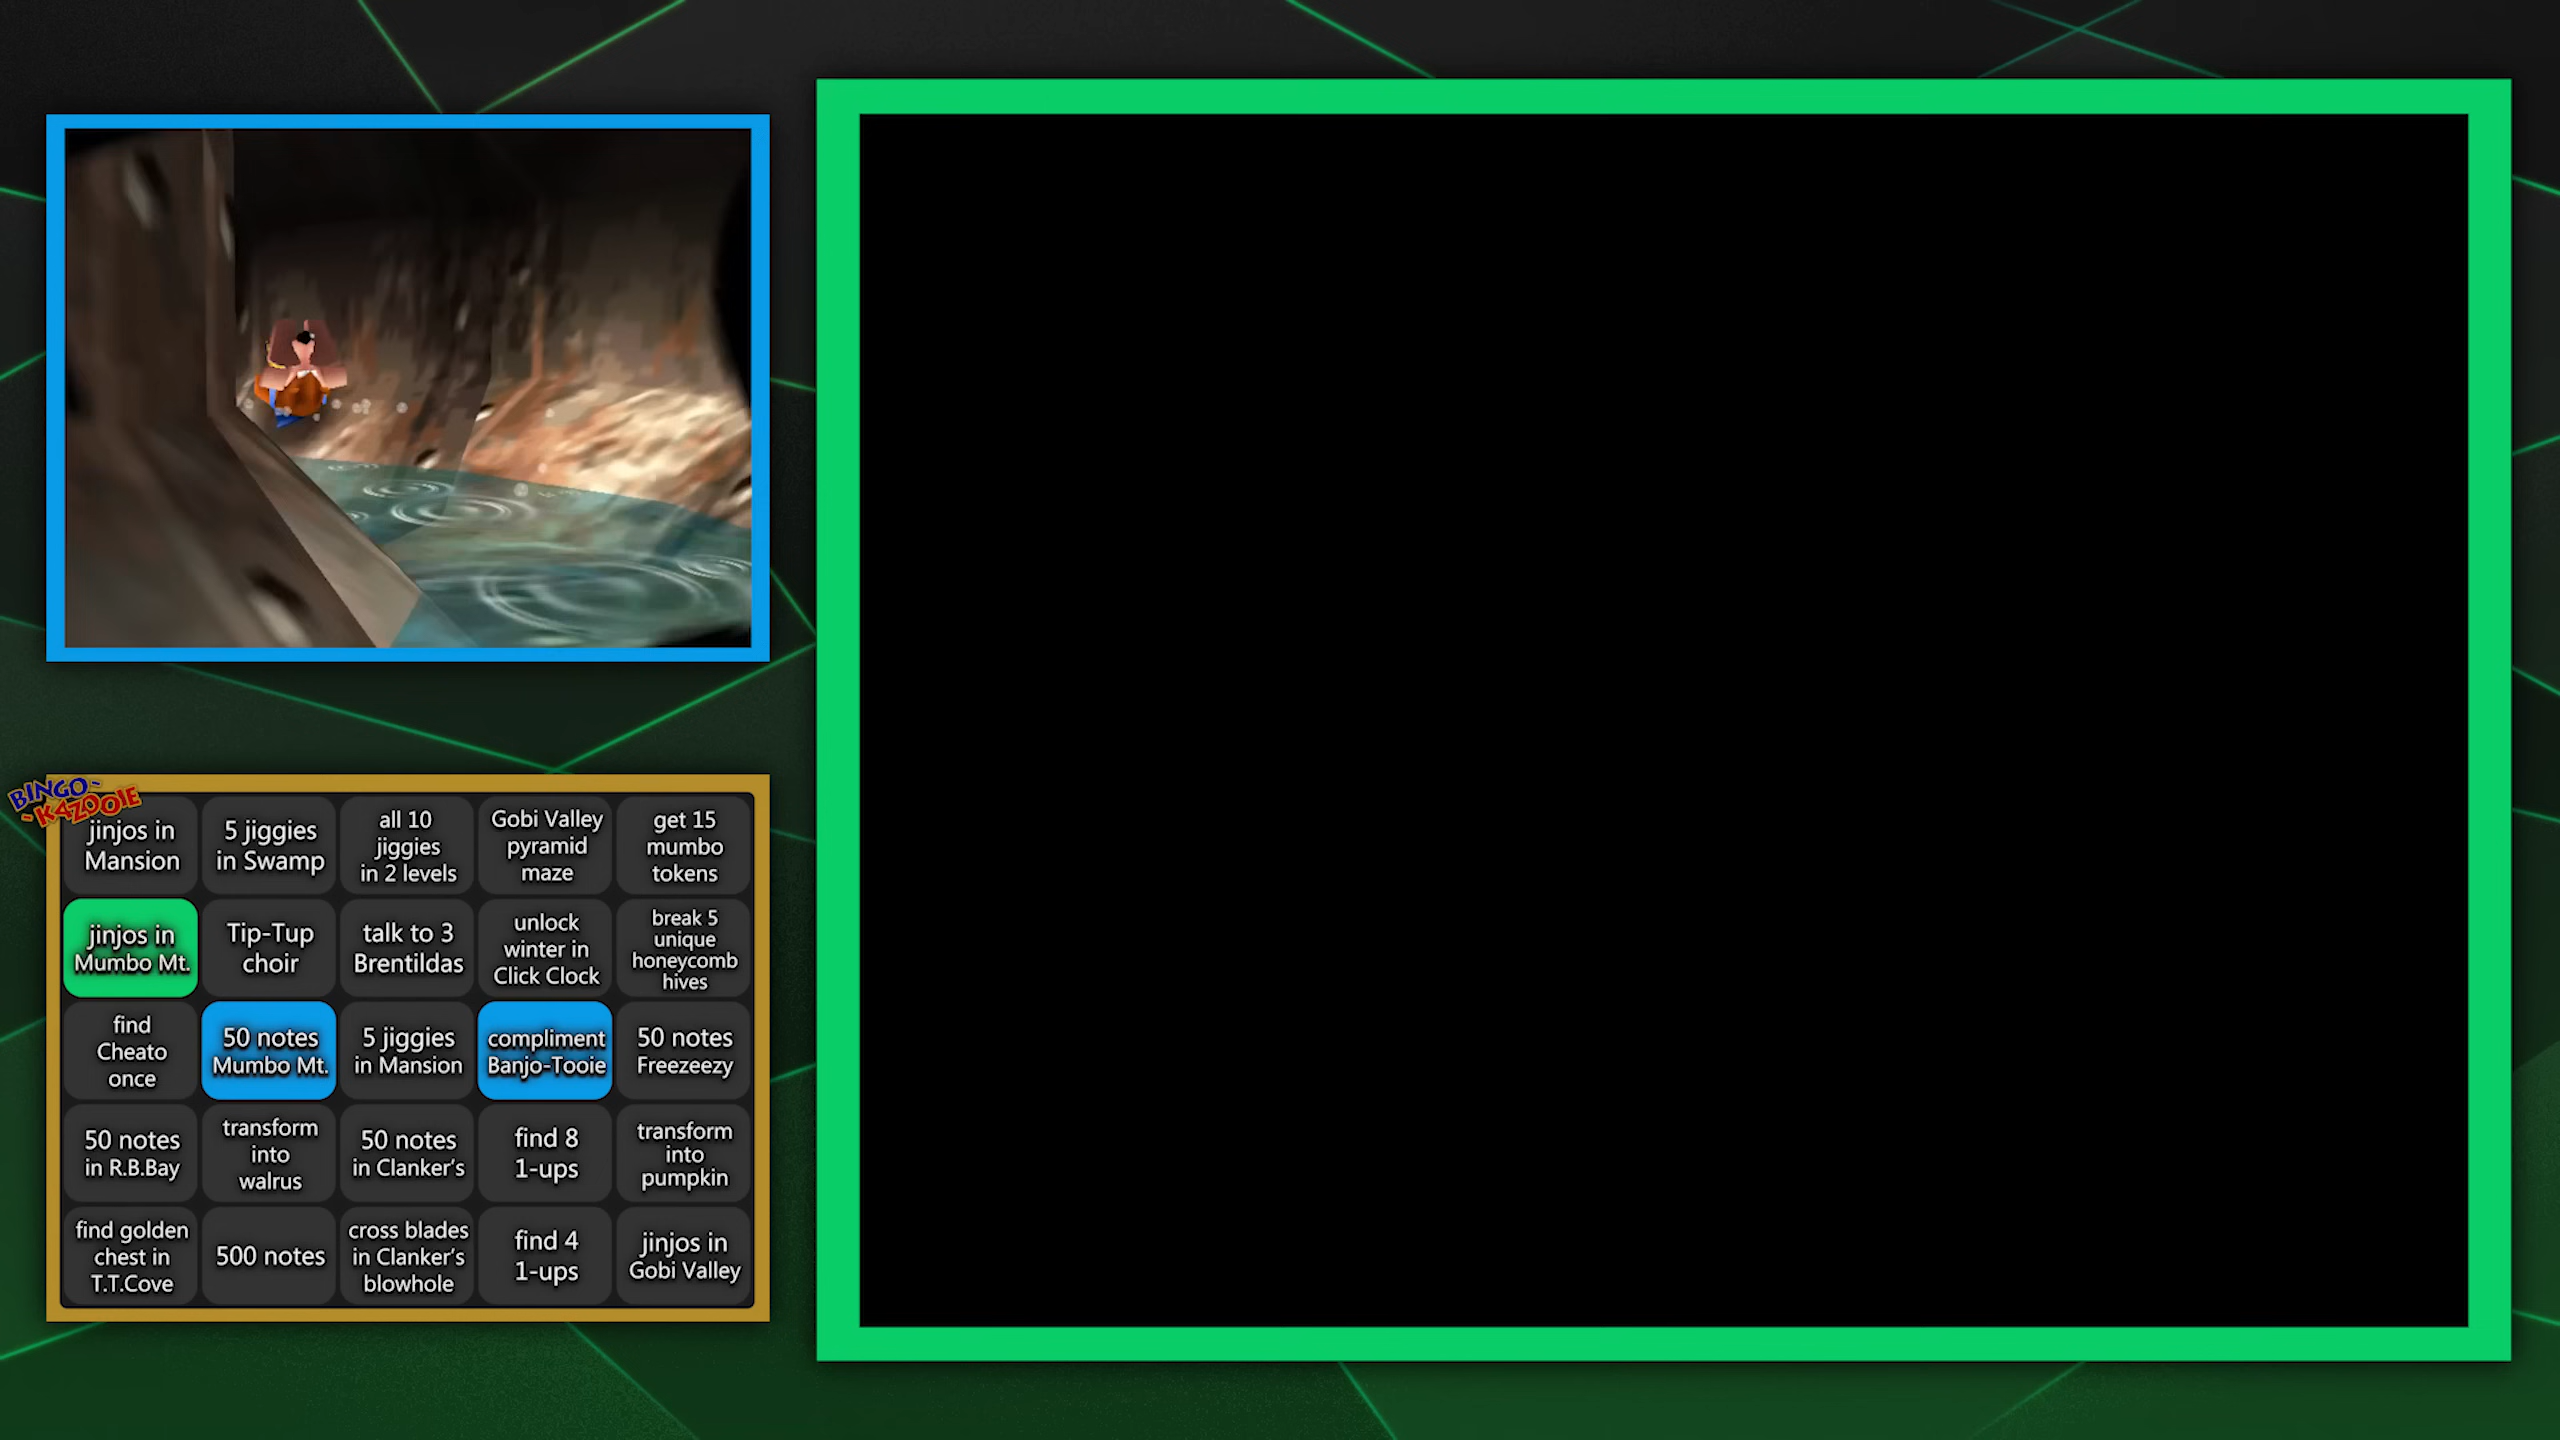 BINGO-
-KAZOOIE
jinjos in
Mansion
5 jiggies
in Swamp
all 10
jiggies
in 2 levels
Gobi Valley
pyramid
maze
get 15
mumbo
tokens
jinjos in
Mumbo Mt.
Tip-Tup
choir
talk to 3
Brentildas
unlock
winter in
Click Clock
break 5
unique
honeycomb
hives
find
Cheato
once
50 notes
Mumbo Mt.
5 jiggies
in Mansion
compliment
Banjo-Tooie
50 notes
Freezeezy
50 notes
in R.B.Bay
transform
into
walrus
50 notes
in Clanker's
find 8
1-ups
transform
into
pumpkin
find golden
chest in
T.T.Cove
500 notes
cross blades
in Clanker's
blowhole
find 4
1-ups
jinjos in
Gobi Valley